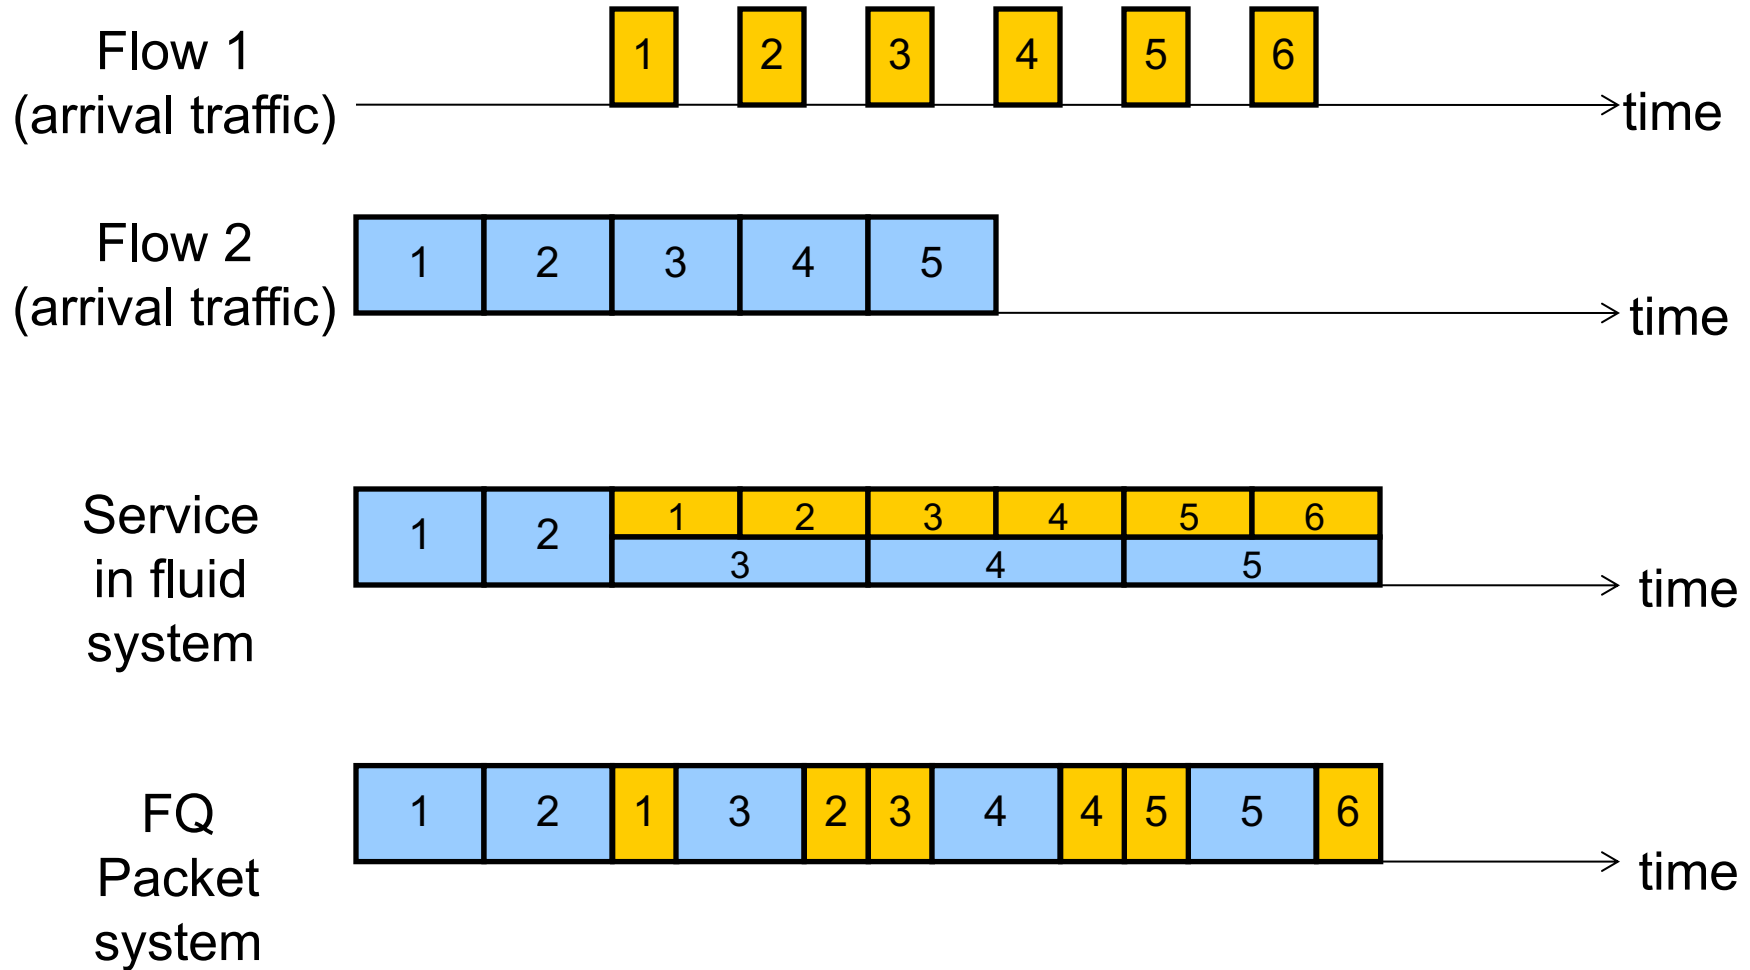 Flow 1
(arrival traffic)
1 2 3 4 5 6
time
Flow 2
(arrival traffic)
1 2 3 4 5
time
Service
in fluid
system
1 2 1 2 3 4 5 6
3 4 5
time
FQ
Packet
system
1 2 1 3 2 3 4 4 5 5 6
time